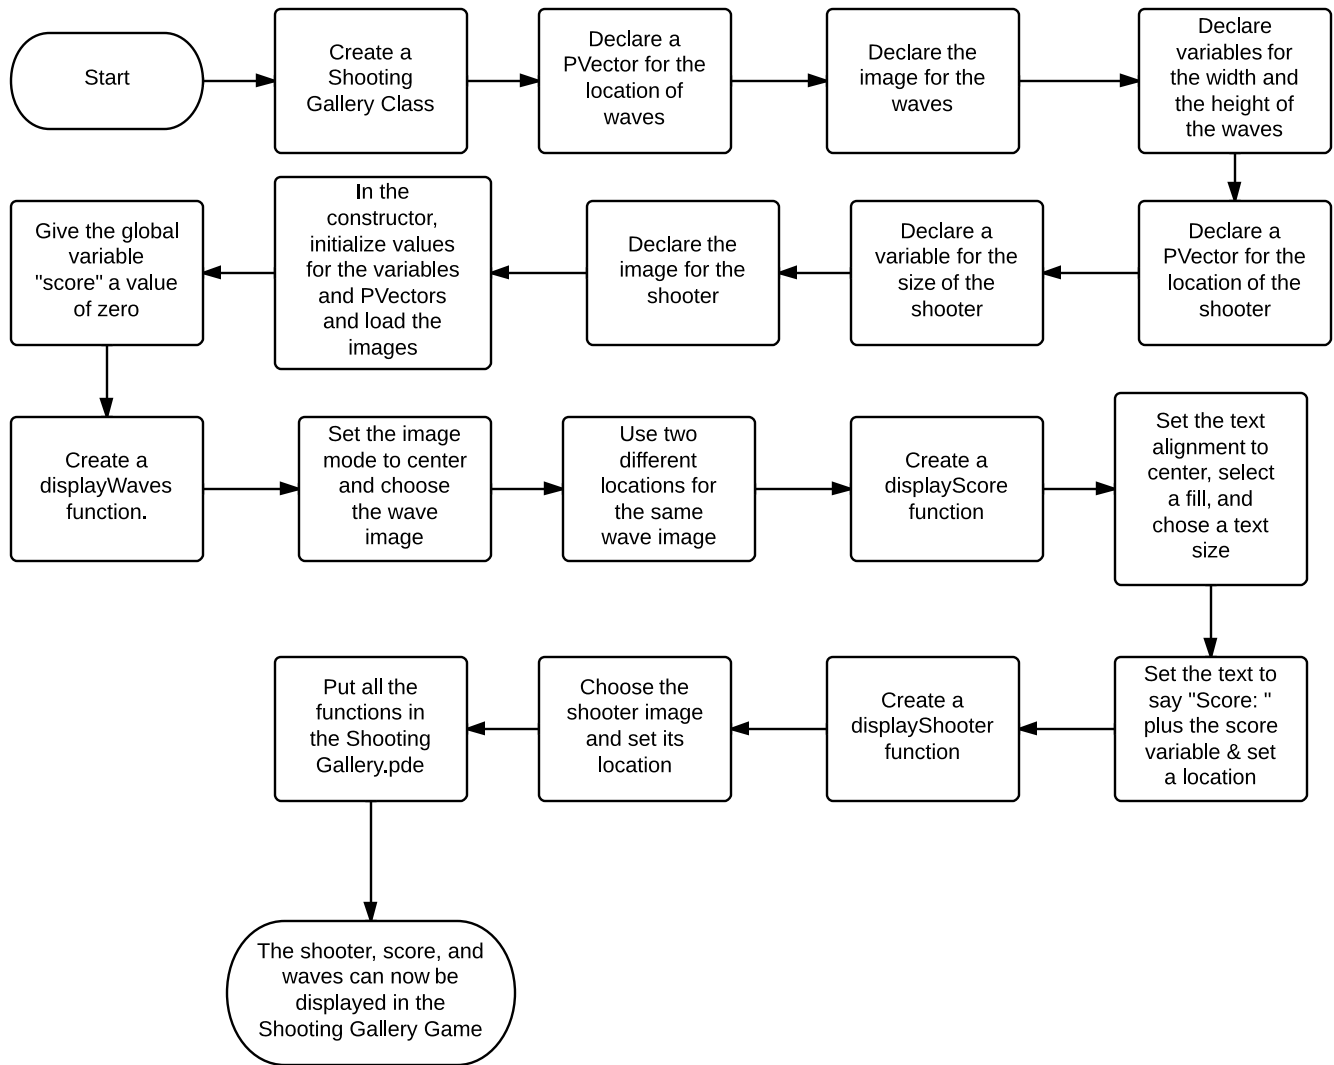 Start
Create a
Shooting
Gallery Class
Declare a
PVector for the
location of
waves
Declare the
image for the
waves
Declare
variables for
the width and
the height of
the waves
Declare a
PVector for the
location of the
shooter
Declare a
variable for the
size of the
shooter
Declare the
image for the
shooter
In the
constructor,
initialize values
for the variables
and PVectors
and load the
images
Give the global
variable
"score" a value
of zero
Create a
displayWaves
function.
Set the image
mode to center
and choose
the wave
image
Use two
different
locations for
the same
wave image
Create a
displayScore
function
Set the text
alignment to
center, select
a fill, and
chose a text
size
Set the text to
say "Score: "
plus the score
variable & set
a location
Create a
displayShooter
function
Choose the
shooter image
and set its
location
Put all the
functions in
the Shooting
Gallery.pde
The shooter, score, and
waves can now be
displayed in the
Shooting Gallery Game